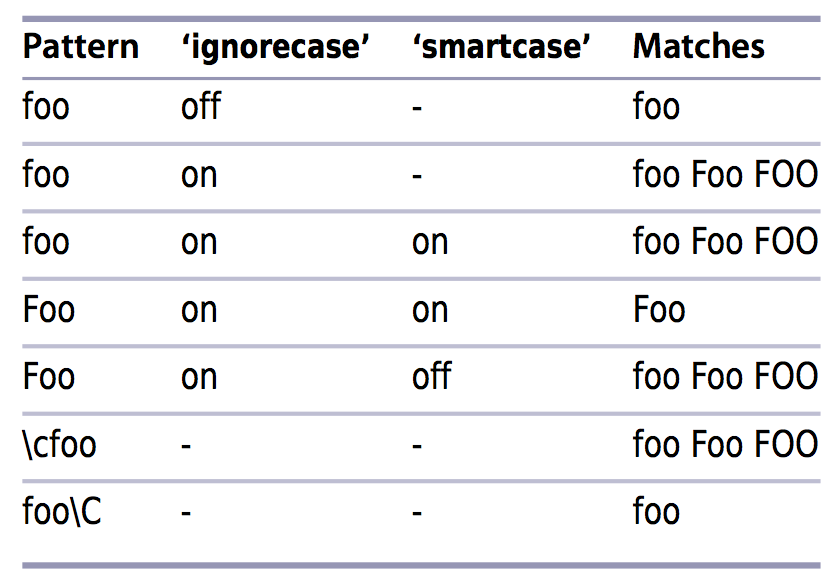 Pattern ‘ignorecase’ ‘smartcase’ Matches
foo off - foo
foo on - foo Foo FOO
foo on on foo Foo FOO
Foo on on Foo
Foo on off foo Foo FOO
\cfoo - - foo Foo FOO
foo\C - - foo